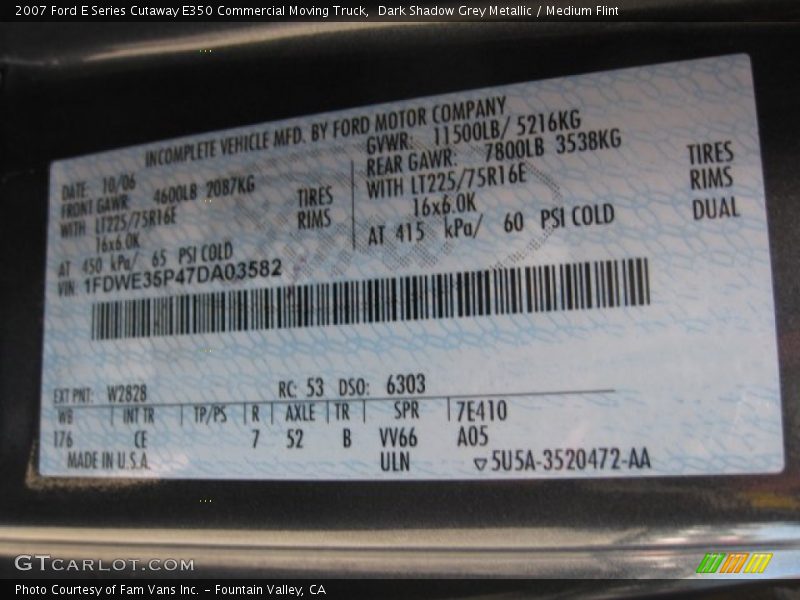 2007 Ford E Series Cutaway E350 Commercial Moving Truck,  Dark Shadow Grey Metallic / Medium Flint
INCOMPLETE VEHICLE MFD. BY FORD MOTOR COMPANY
DATE: 10/06
GVWR: 11500LB/ 5216KG
FRONT GAWR: 4600LB 2087KG
REAR GAWR: 7800LB 3538KG
WITH LT225/75R16E TIRES
WITH LT225/75R16E TIRES
16x6.0K RIMS
16x6.0K RIMS
AT 450 kPa/ 65 PSI COLD
AT 415 kPa/ 60 PSI COLD DUAL
VIN: 1FDWE35P47DA03582
EXT PNT: W2828 RC: 53 DSO: 6303
WB INT TR TP/PS R AXLE TR SPR 7E410
176 CE 7 52 B VV66 A05
MADE IN U.S.A. ULN ▽5U5A-3520472-AA
GTCARLOT.COM
Photo Courtesy of Fam Vans Inc. – Fountain Valley, CA